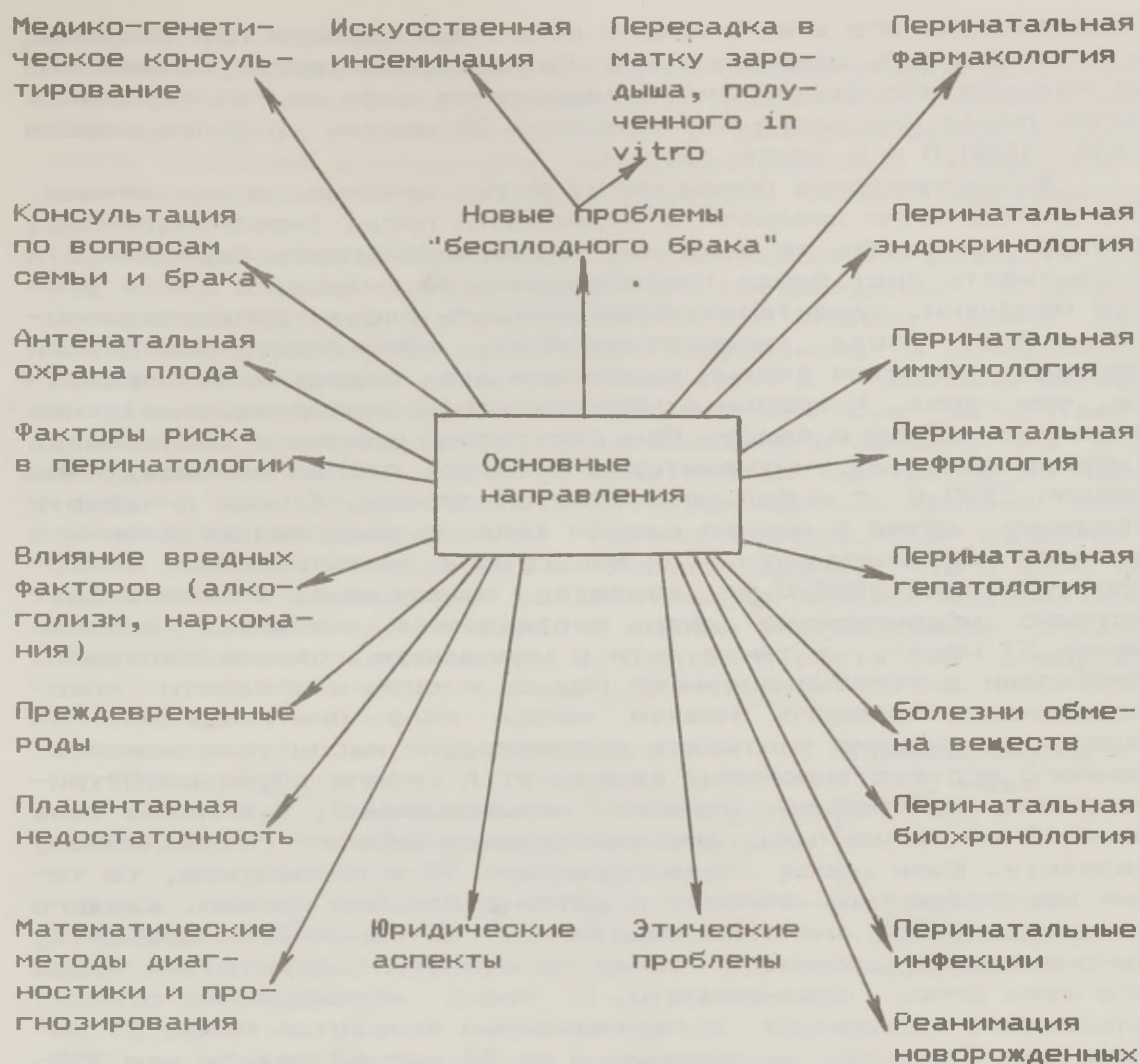 Медико-генети-
ческое консуль-
тирование
Искусственная
инсеминация
Пересадка в
матку заро-
дыша, полу-
ченного in
vitro
Перинатальная
фармакология
Консультация
по вопросам
семьи и брака
Новые проблемы
"бесплодного брака"
Перинатальная
эндокринология
Антенатальная
охрана плода
Перинатальная
иммунология
Факторы риска
в перинатологии
Основные
направления
Перинатальная
нефрология
Влияние вредных
факторов (алко-
голизм, наркома-
ния)
Перинатальная
гепатология
Преждевременные
роды
Болезни обме-
на веществ
Плацентарная
недостаточность
Перинатальная
биохронология
Математические
методы диаг-
ностики и про-
гнозирования
Юридические
аспекты
Этические
проблемы
Перинатальные
инфекции
Реанимация
новорожденных